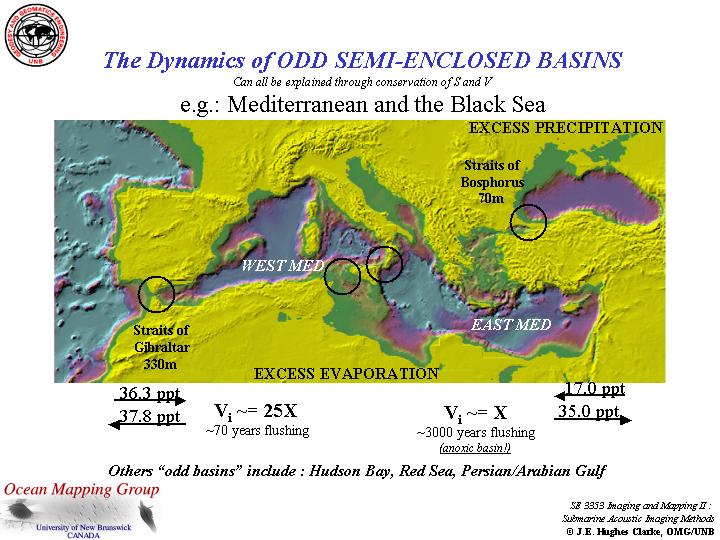 GEODESY AND GEOMATICS ENGINEERING
UNB
The Dynamics of ODD SEMI-ENCLOSED BASINS
Can all be explained through conservation of S and V
e.g.: Mediterranean and the Black Sea
EXCESS PRECIPITATION
Straits of
Bosphorus
70m
WEST MED
EAST MED
Straits of
Gibraltar
330m
EXCESS EVAPORATION
36.3 ppt
37.8 ppt
Vi ~= 25X
~70 years flushing
Vi ~= X
~3000 years flushing
(anoxic basin!)
17.0 ppt
35.0 ppt
Others “odd basins” include : Hudson Bay, Red Sea, Persian/Arabian Gulf
Ocean Mapping Group
University of New Brunswick
CANADA
SE 3353 Imaging and Mapping II :
Submarine Acoustic Imaging Methods
© J.E. Hughes Clarke, OMG/UNB